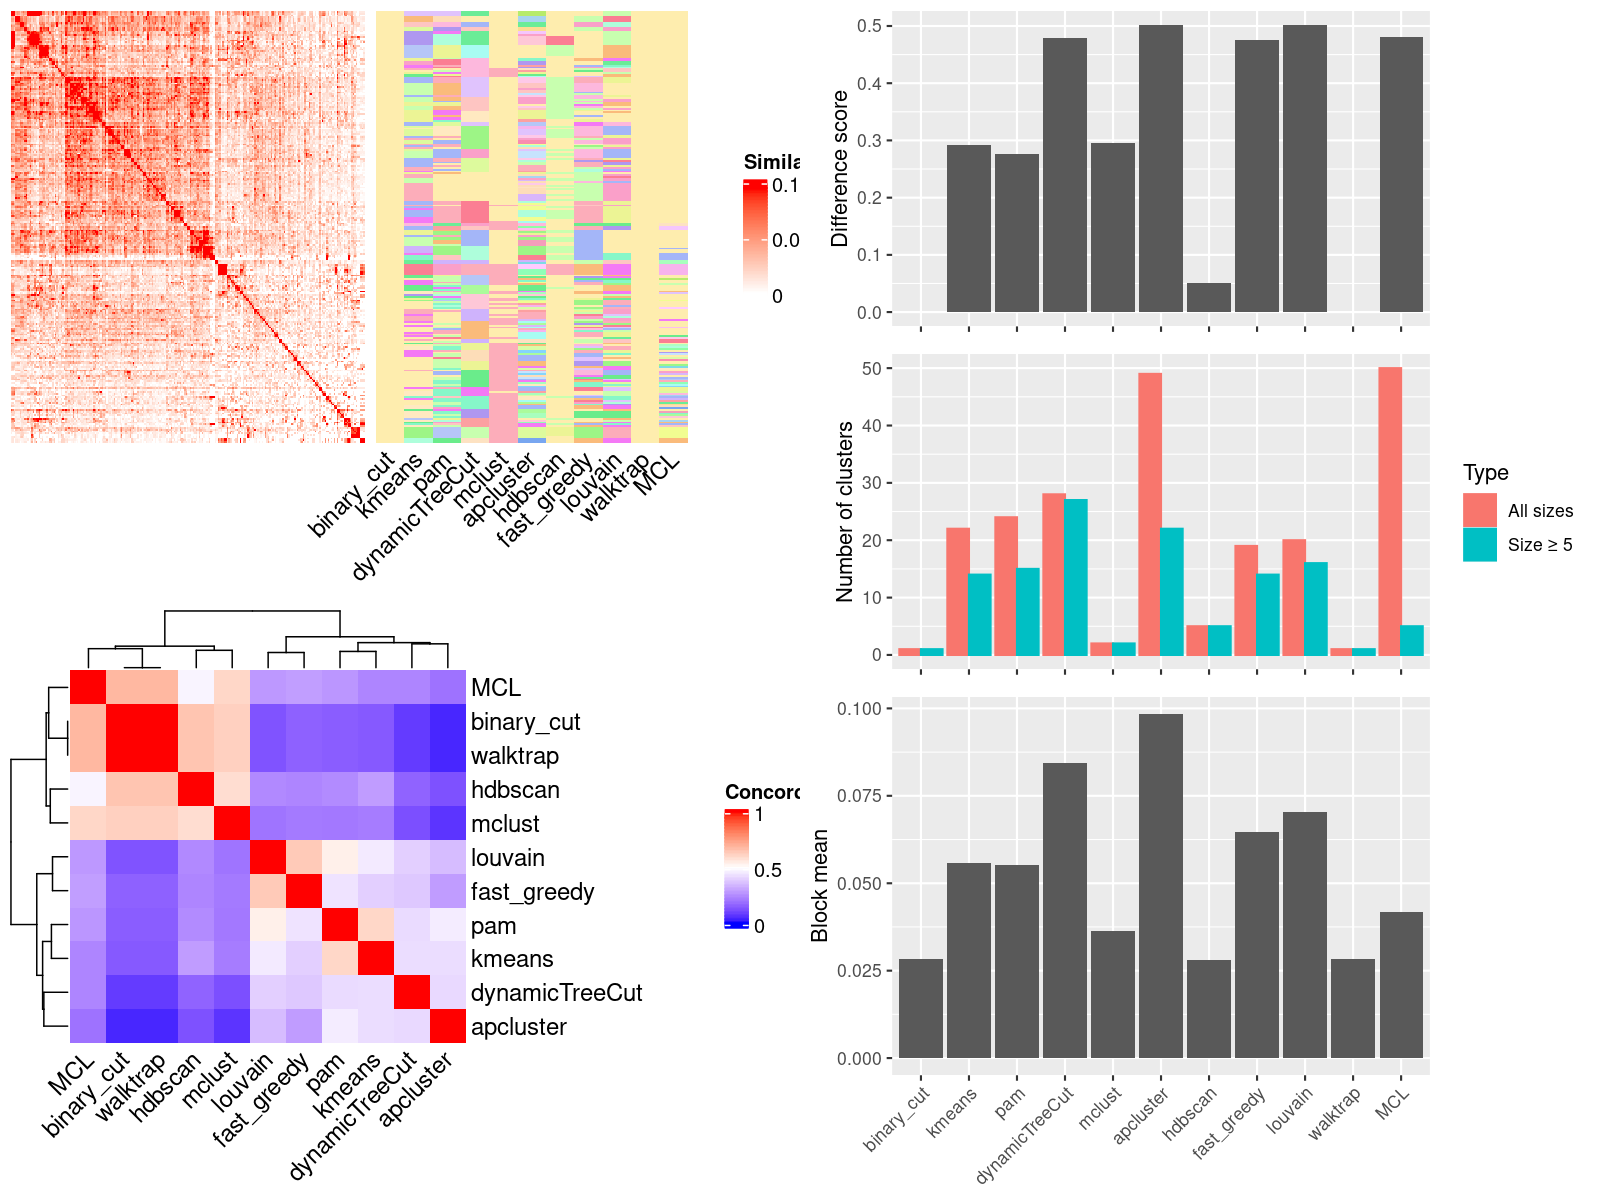 Simila
0.1
0.0
0
binary_cut
kmeans
pam
dynamicTreeCut
mclust
apcluster
hdbscan
fast_greedy
louvain
walktrap
MCL
MCL
binary_cut
walktrap
hdbscan
mclust
louvain
fast_greedy
pam
kmeans
dynamicTreeCut
apcluster
MCL
binary_cut
walktrap
hdbscan
mclust
louvain
fast_greedy
pam
kmeans
dynamicTreeCut
apcluster
Concord
1
0.5
0
Difference score
0.5
0.4
0.3
0.2
0.1
0.0
Number of clusters
50
40
30
20
10
0
Type
All sizes
Size ≥ 5
Block mean
0.100
0.075
0.050
0.025
0.000
binary_cut
kmeans
pam
dynamicTreeCut
mclust
apcluster
hdbscan
fast_greedy
louvain
walktrap
MCL